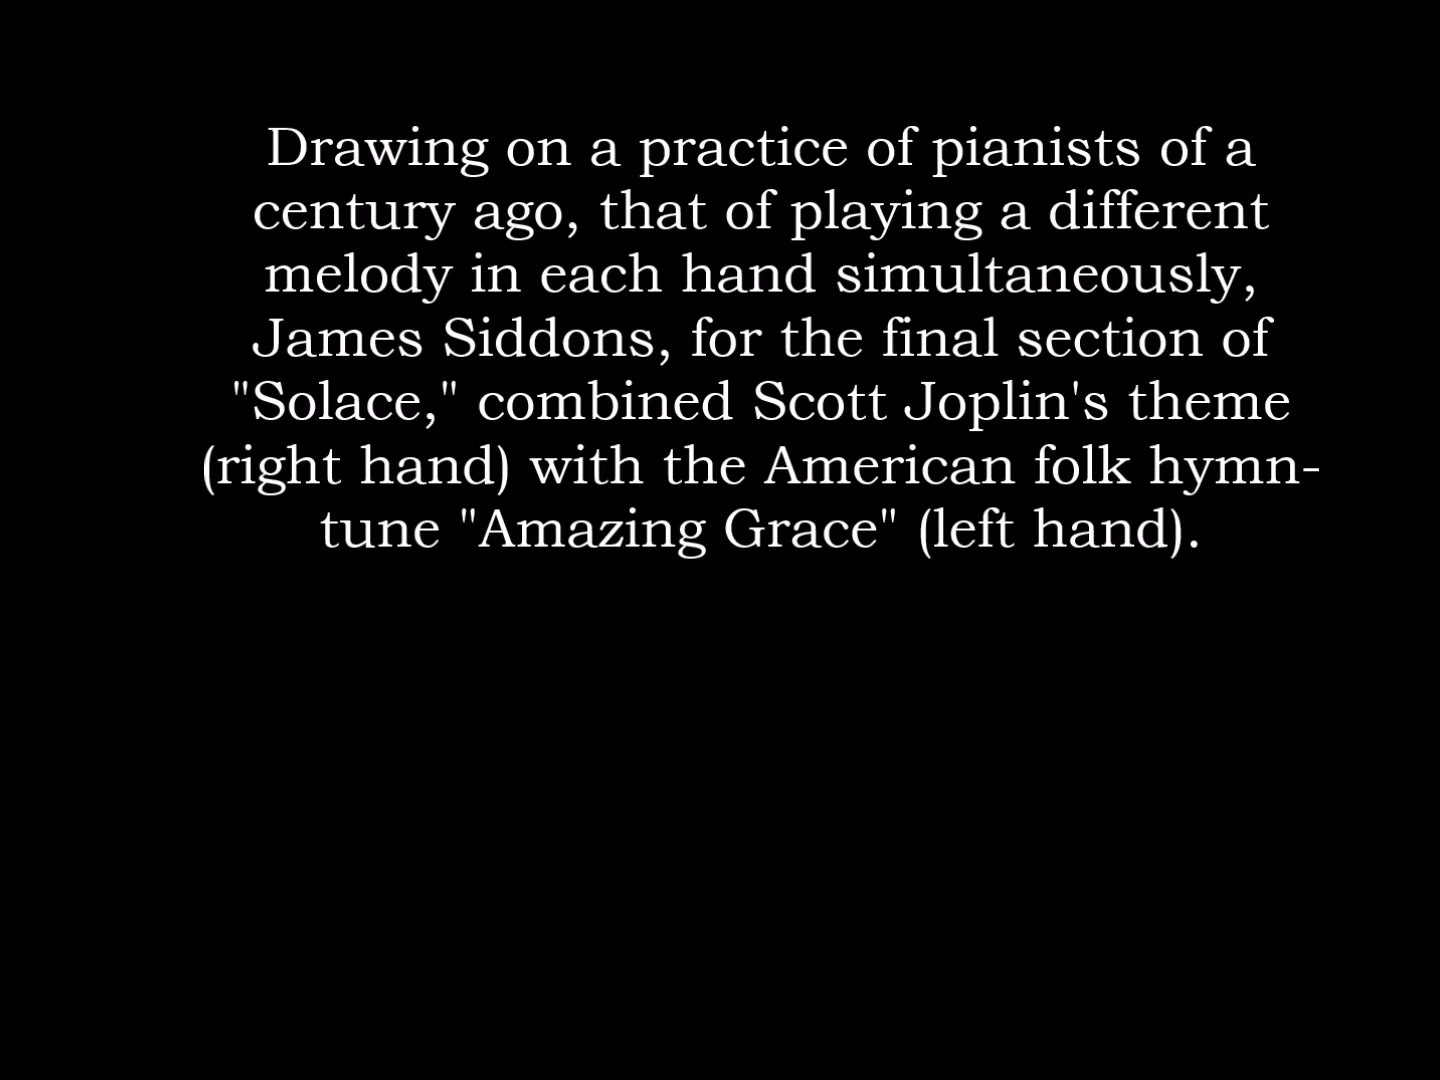 Drawing on a practice of pianists of a
century ago, that of playing a different
melody in each hand simultaneously,
James Siddons, for the final section of
"Solace," combined Scott Joplin's theme
(right hand) with the American folk hymn-
tune "Amazing Grace" (left hand).